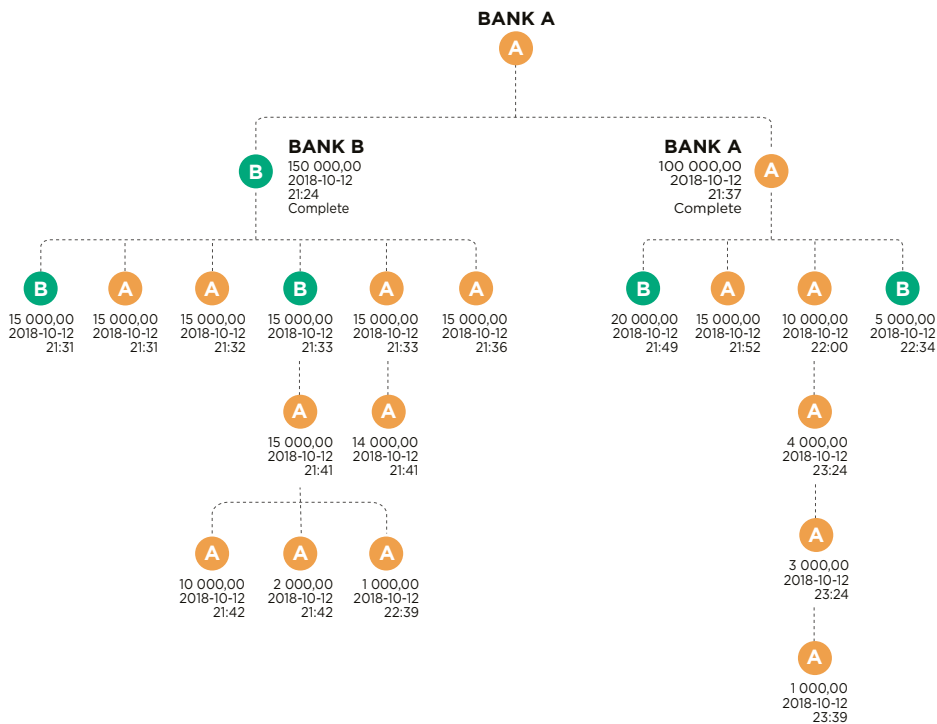 BANK A
A
B
BANK B
150 000,00
2018-10-12
21:24
Complete
BANK A
100 000,00
2018-10-12
21:37
Complete
A
B
15 000,00
2018-10-12
21:31
A
15 000,00
2018-10-12
21:31
A
15 000,00
2018-10-12
21:32
B
15 000,00
2018-10-12
21:33
A
15 000,00
2018-10-12
21:33
A
15 000,00
2018-10-12
21:36
B
20 000,00
2018-10-12
21:49
A
15 000,00
2018-10-12
21:52
A
10 000,00
2018-10-12
22:00
B
5 000,00
2018-10-12
22:34
A
15 000,00
2018-10-12
21:41
A
14 000,00
2018-10-12
21:41
A
4 000,00
2018-10-12
23:24
A
10 000,00
2018-10-12
21:42
A
2 000,00
2018-10-12
21:42
A
1 000,00
2018-10-12
22:39
A
3 000,00
2018-10-12
23:24
A
1 000,00
2018-10-12
23:39